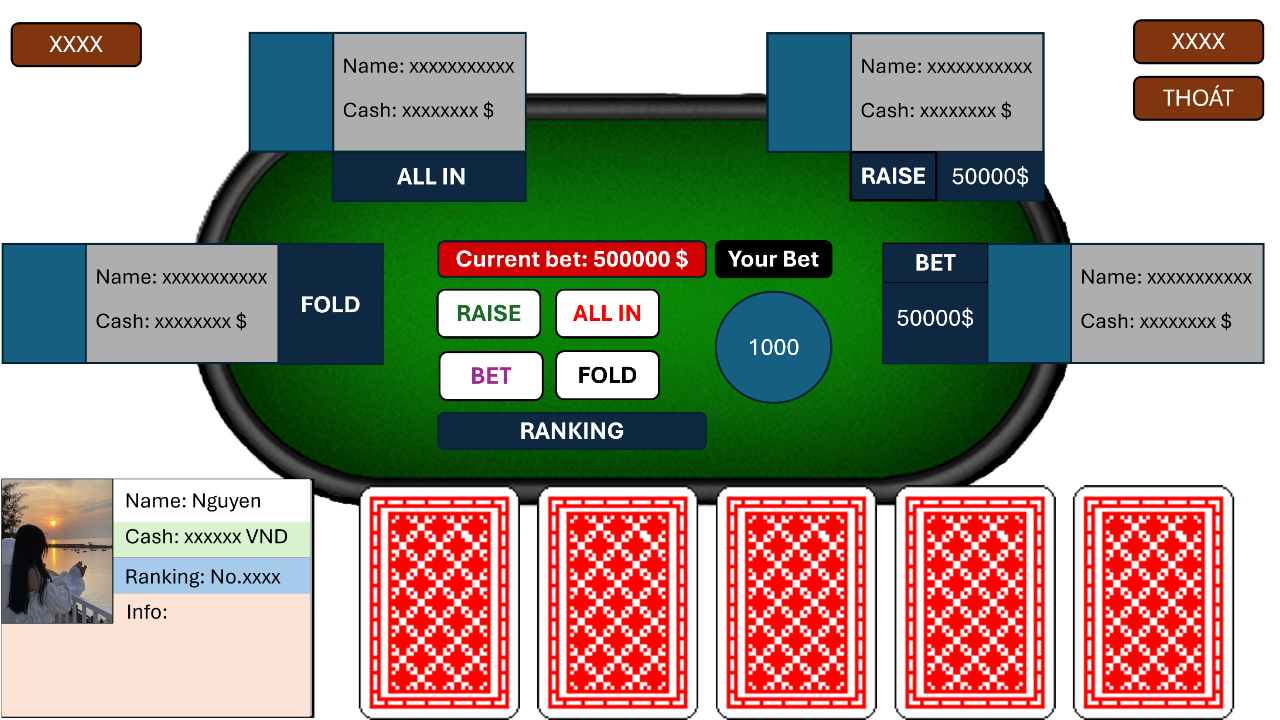 XXXX
Name: xxxxxxxxxxx
Cash: xxxxxxxx $
ALL IN
Name: xxxxxxxxxxx
Cash: xxxxxxxx $
RAISE 50000$
XXXX
THOÁT
Name: xxxxxxxxxxx
Cash: xxxxxxxx $
FOLD
Current bet: 500000 $
Your Bet
RAISE
ALL IN
BET
FOLD
1000
RANKING
BET
50000$
Name: xxxxxxxxxxx
Cash: xxxxxxxx $
Name: Nguyen
Cash: xxxxxx VND
Ranking: No.xxxx
Info: